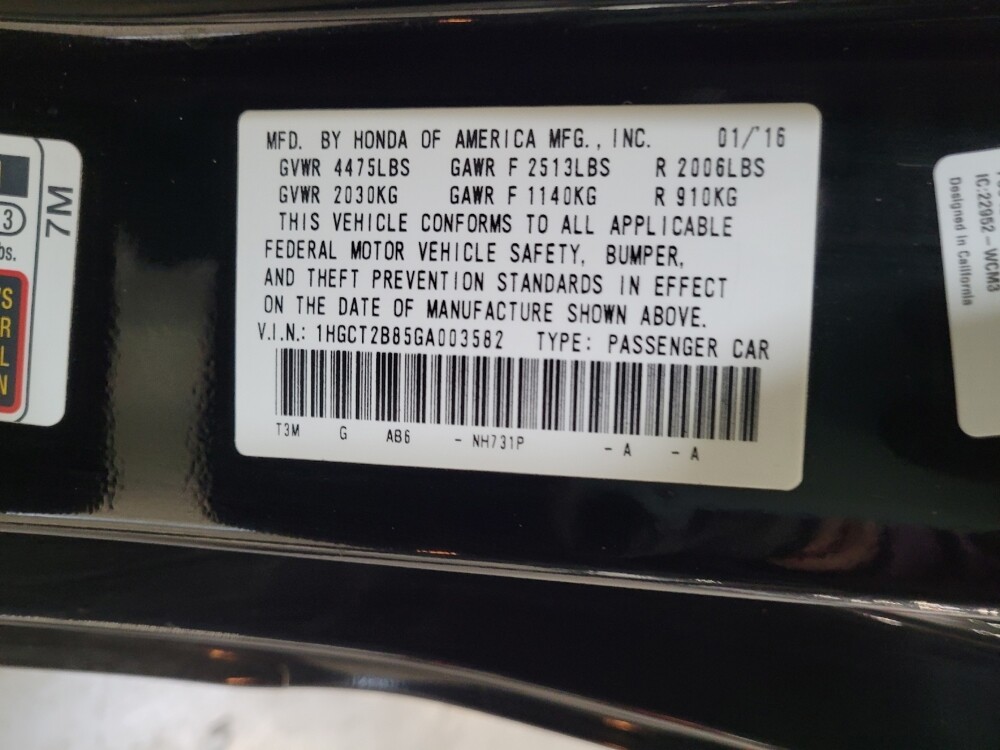 MFD. BY HONDA OF AMERICA MFG., INC. 01/'16
GVWR 4475LBS GAWR F 2513LBS R 2006LBS
GVWR 2030KG GAWR F 1140KG R 910KG
THIS VEHICLE CONFORMS TO ALL APPLICABLE
FEDERAL MOTOR VEHICLE SAFETY, BUMPER,
AND THEFT PREVENTION STANDARDS IN EFFECT
ON THE DATE OF MANUFACTURE SHOWN ABOVE.
V.I.N.: 1HGCT2B85GA003582 TYPE: PASSENGER CAR
T3M G AB6 - NH731P - A - A
7M
3
bs.
S
R
L
N
IC:22952-WCM3
Designed in California